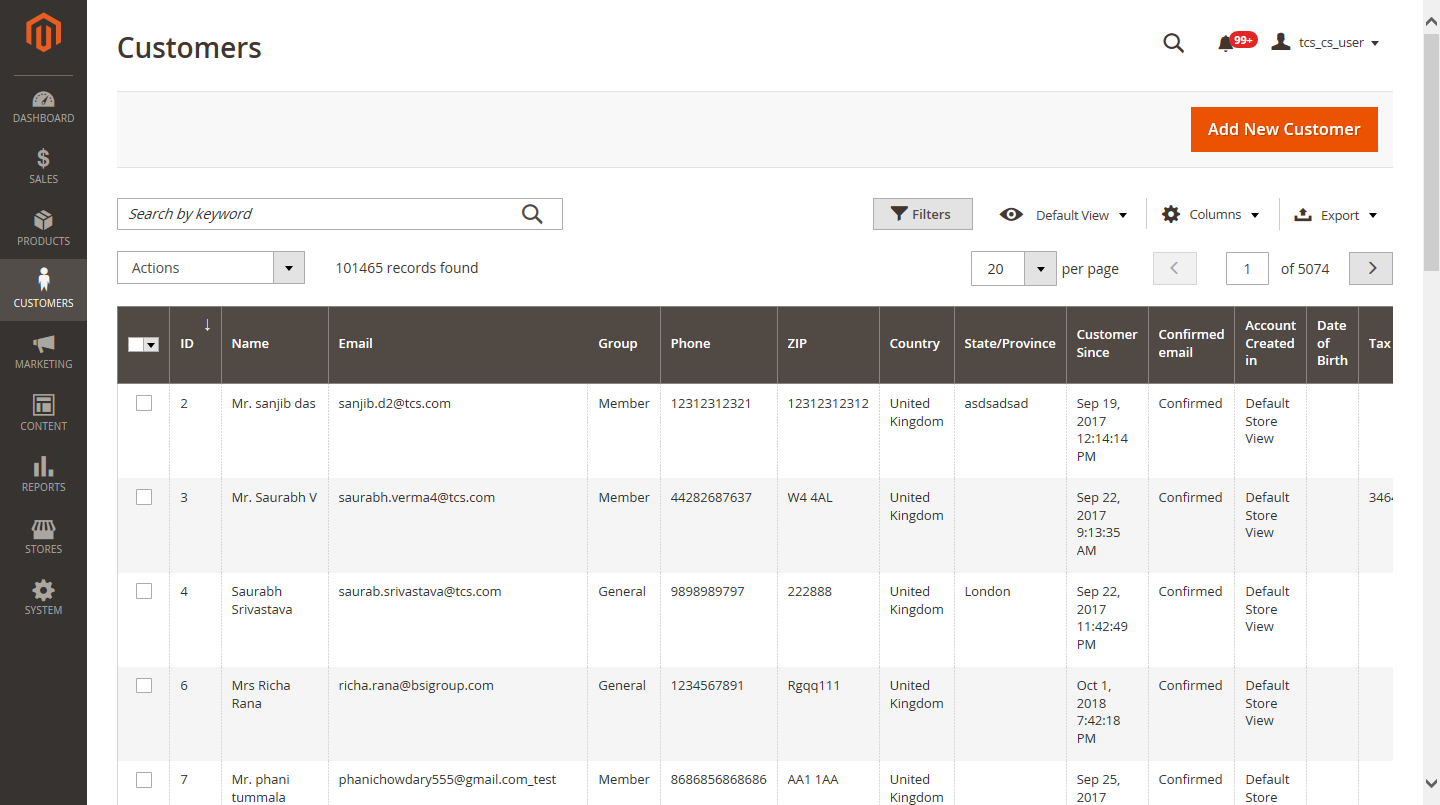 Customers
99+
tcs_cs_user
DASHBOARD
SALES
PRODUCTS
CUSTOMERS
MARKETING
CONTENT
REPORTS
STORES
SYSTEM
Add New Customer
Search by keyword
Filters
Default View
Columns
Export
Actions
101465 records found
20
per page
1
of 5074
ID ↓
Name
Email
Group
Phone
ZIP
Country
State/Province
Customer
Since
Confirmed
email
Account
Created
in
Date
of
Birth
Tax
2
Mr. sanjib das
sanjib.d2@tcs.com
Member
12312312321
12312312312
United
Kingdom
asdsadsad
Sep 19,
2017
12:14:14
PM
Confirmed
Default
Store
View
3
Mr. Saurabh V
saurabh.verma4@tcs.com
Member
44282687637
W4 4AL
United
Kingdom
Sep 22,
2017
9:13:35
AM
Confirmed
Default
Store
View
346
4
Saurabh
Srivastava
saurab.srivastava@tcs.com
General
9898989797
222888
United
Kingdom
London
Sep 22,
2017
11:42:49
PM
Confirmed
Default
Store
View
6
Mrs Richa
Rana
richa.rana@bsigroup.com
General
1234567891
Rgqq111
United
Kingdom
Oct 1,
2018
7:42:18
PM
Confirmed
Default
Store
View
7
Mr. phani
tummala
phanichowdary555@gmail.com_test
Member
8686856868686
AA1 1AA
United
Kingdom
Sep 25,
2017
Confirmed
Default
Store